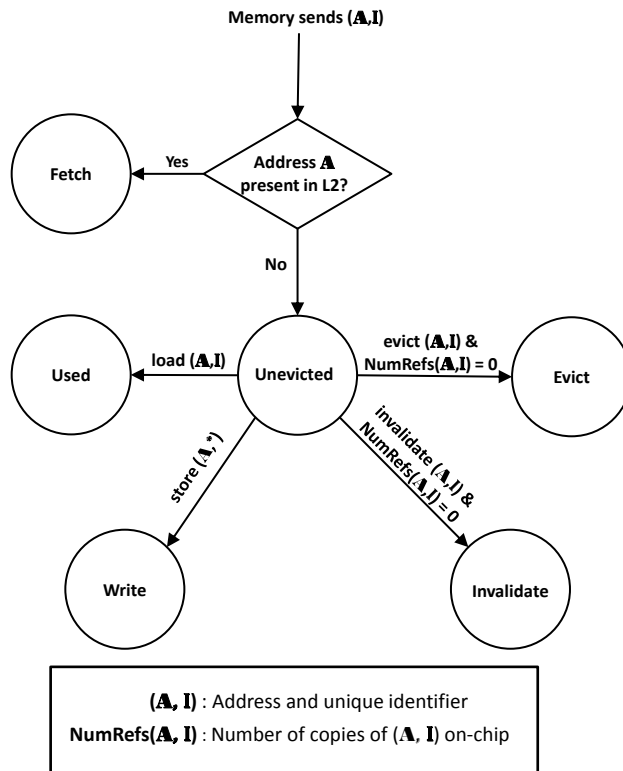 Memory sends (A,I)
Address A
present in L2?
Yes
Fetch
No
Used
load (A,I)
Unevicted
evict (A,I) &
NumRefs(A,I) = 0
Evict
store (A,*)
invalidate (A,I) &
NumRefs(A,I) = 0
Write
Invalidate
(A, I) : Address and unique identifier
NumRefs(A, I) : Number of copies of (A, I) on-chip